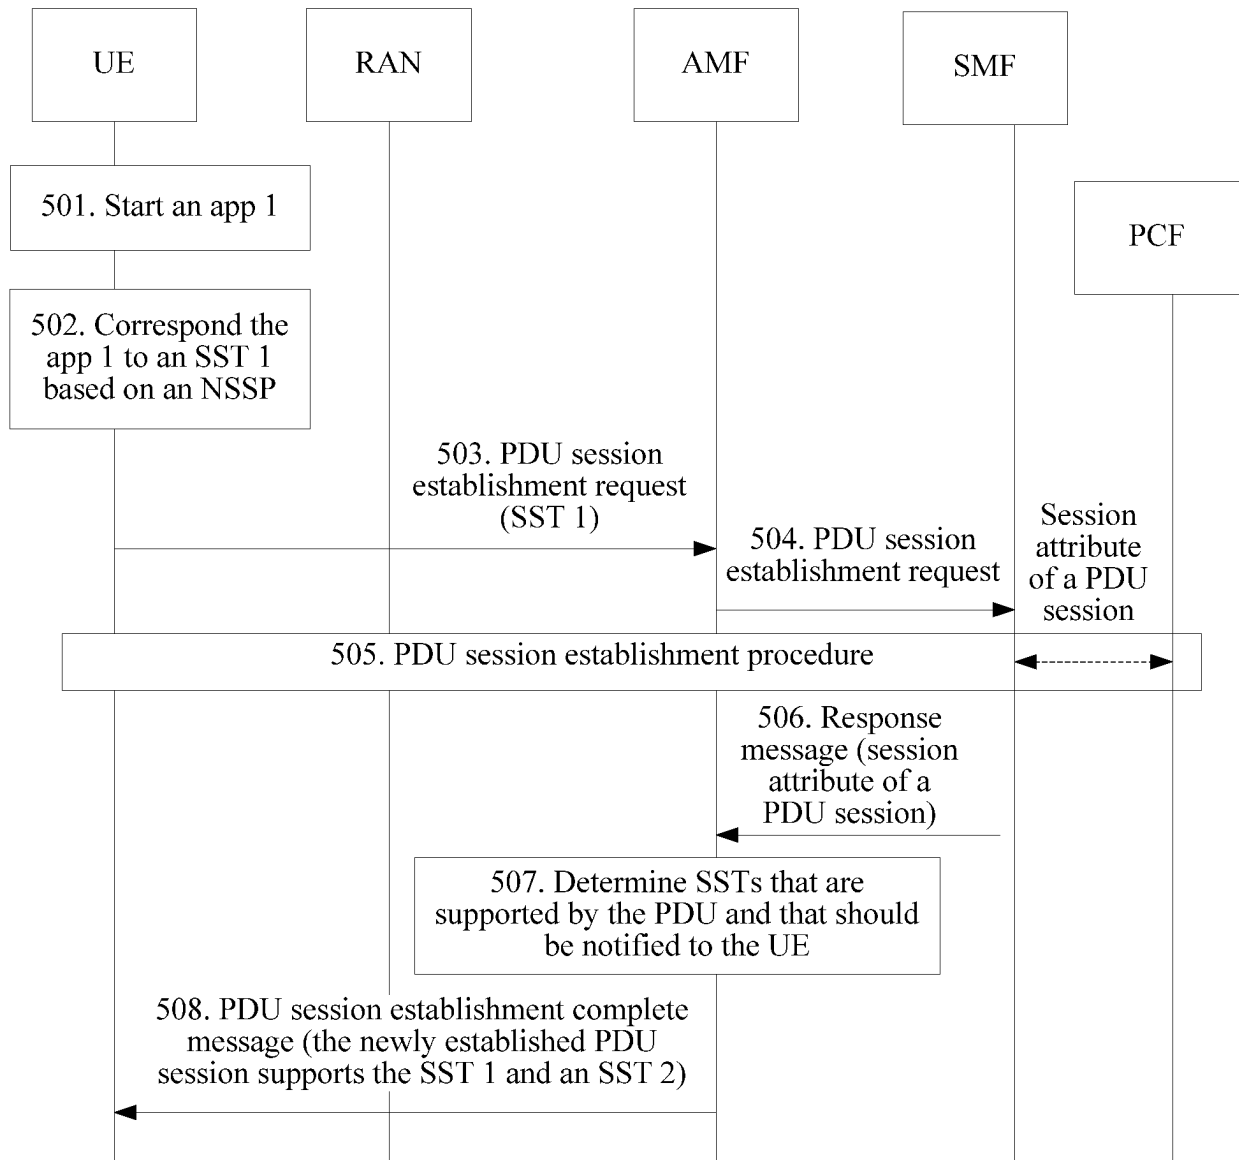 UE
RAN
AMF
SMF
PCF
501. Start an app 1
502. Correspond the
app 1 to an SST 1
based on an NSSP
503. PDU session
establishment request
(SST 1)
504. PDU session
establishment request
Session
attribute
of a PDU
session
505. PDU session establishment procedure
506. Response
message (session
attribute of a
PDU session)
507. Determine SSTs that are
supported by the PDU and that should
be notified to the UE
508. PDU session establishment complete
message (the newly established PDU
session supports the SST 1 and an SST 2)